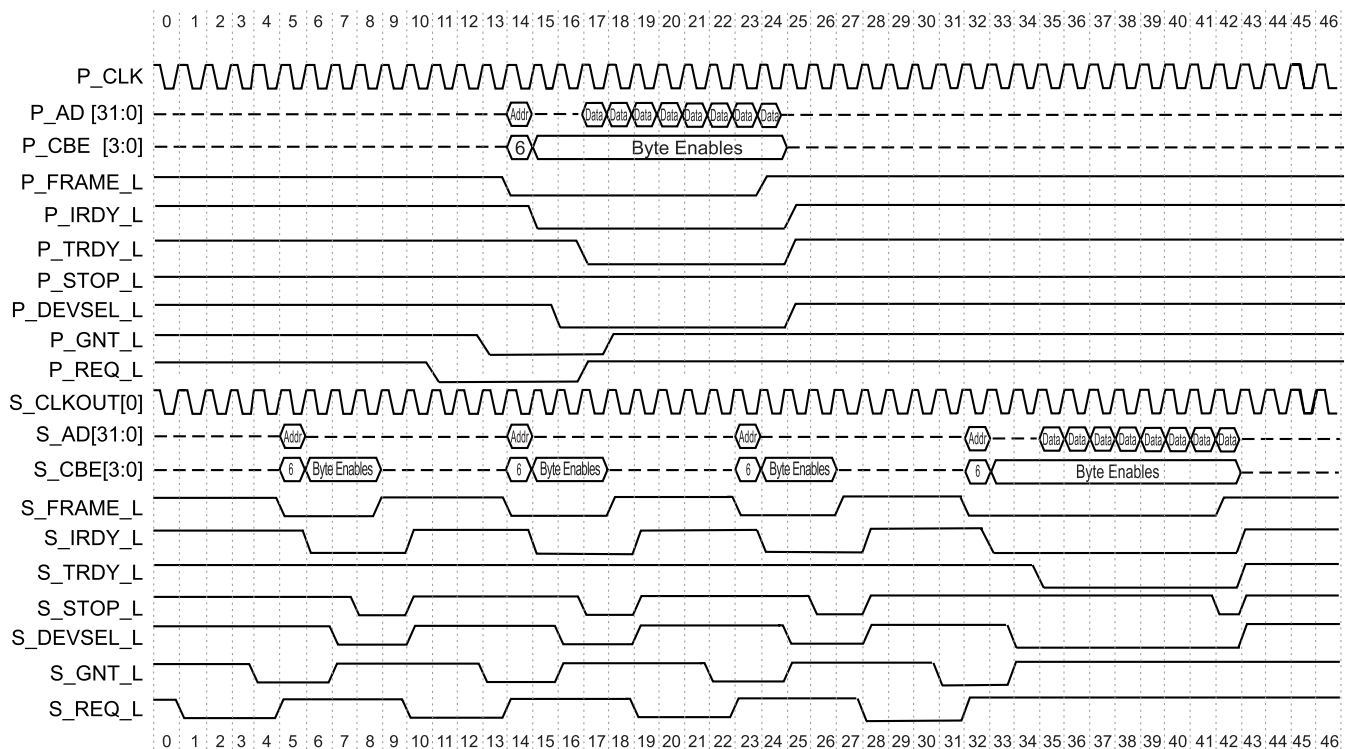 0 1 2 3 4 5 6 7 8 9 10 11 12 13 14 15 16 17 18 19 20 21 22 23 24 25 26 27 28 29 30 31 32 33 34 35 36 37 38 39 40 41 42 43 44 45 46
P_CLK
P_AD [31:0] Addr Data Data Data Data Data Data Data Data
P_CBE [3:0] 6 Byte Enables
P_FRAME_L
P_IRDY_L
P_TRDY_L
P_STOP_L
P_DEVSEL_L
P_GNT_L
P_REQ_L
S_CLKOUT[0]
S_AD[31:0] Addr Addr Addr Addr Data Data Data Data Data Data Data Data
S_CBE[3:0] 6 Byte Enables 6 Byte Enables 6 Byte Enables 6 Byte Enables
S_FRAME_L
S_IRDY_L
S_TRDY_L
S_STOP_L
S_DEVSEL_L
S_GNT_L
S_REQ_L
0 1 2 3 4 5 6 7 8 9 10 11 12 13 14 15 16 17 18 19 20 21 22 23 24 25 26 27 28 29 30 31 32 33 34 35 36 37 38 39 40 41 42 43 44 45 46